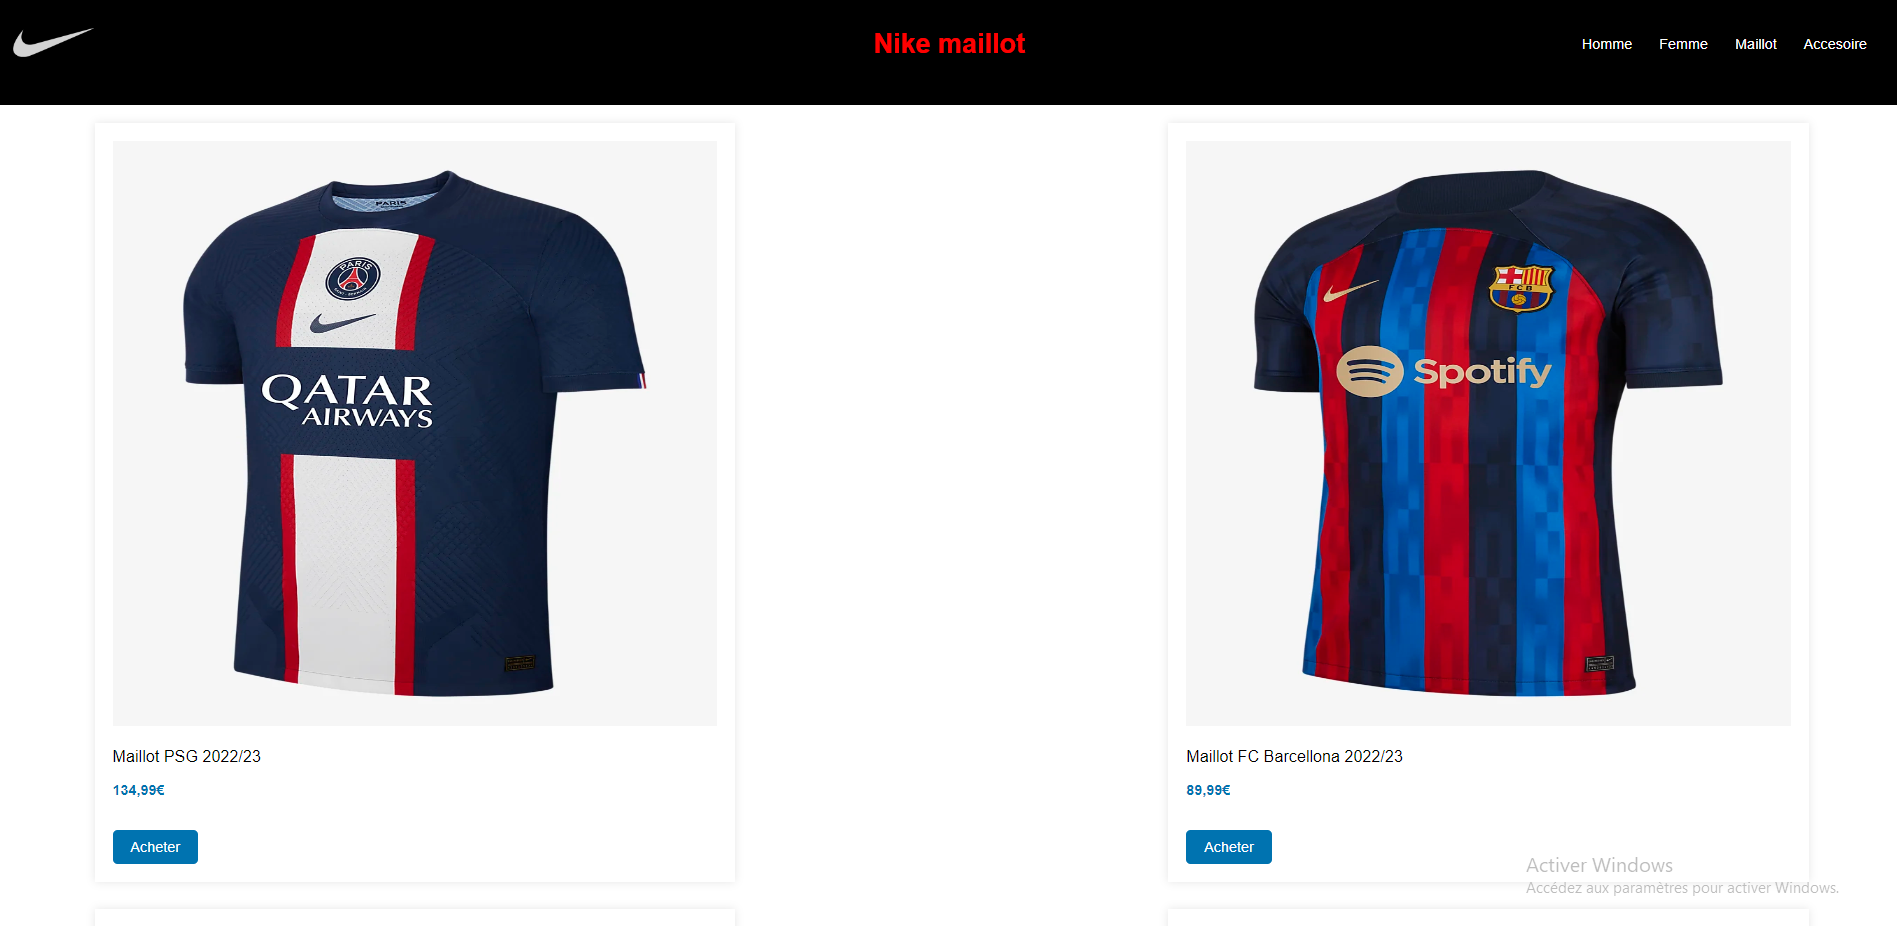 Nike maillot
Homme Femme Maillot Accesoire
PARIS
PARIS
SAINT-GERMAIN
QATAR
AIRWAYS
FCB
Spotify
Maillot PSG 2022/23
134,99€
Acheter
Maillot FC Barcellona 2022/23
89,99€
Acheter
Activer Windows
Accédez aux paramètres pour activer Windows.